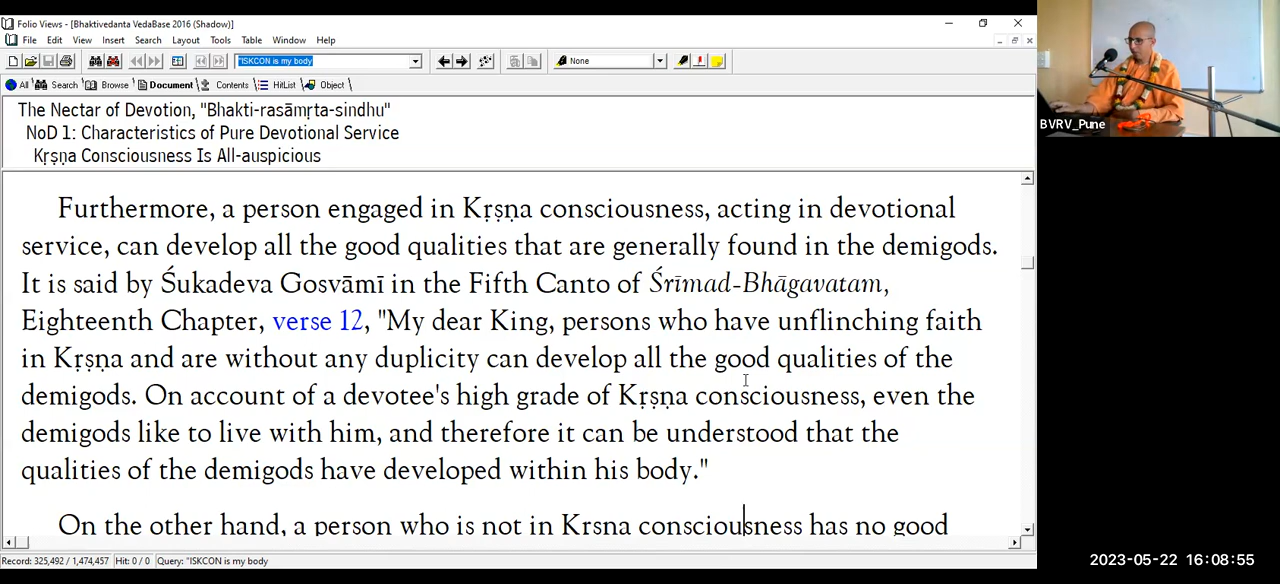 Folio Views - [Bhaktivedanta VedaBase 2016 (Shadow)]
File Edit View Insert Search Layout Tools Table Window Help
"ISKCON is my body
None
All Search Browse Document Contents HitList Object
The Nectar of Devotion, "Bhakti-rasāmṛta-sindhu"
NoD 1: Characteristics of Pure Devotional Service
Kṛṣṇa Consciousness Is All-auspicious
Furthermore, a person engaged in Kṛṣṇa consciousness, acting in devotional
service, can develop all the good qualities that are generally found in the demigods.
It is said by Śukadeva Gosvāmī in the Fifth Canto of Śrīmad-Bhāgavatam,
Eighteenth Chapter, verse 12, "My dear King, persons who have unflinching faith
in Kṛṣṇa and are without any duplicity can develop all the good qualities of the
demigods. On account of a devotee's high grade of Kṛṣṇa consciousness, even the
demigods like to live with him, and therefore it can be understood that the
qualities of the demigods have developed within his body."
On the other hand, a person who is not in Kṛṣṇa consciousness has no good
Record: 325,492 / 1,474,457 Hit: 0 / 0 Query: "ISKCON is my body
BVRV_Pune
2023-05-22 16:08:55